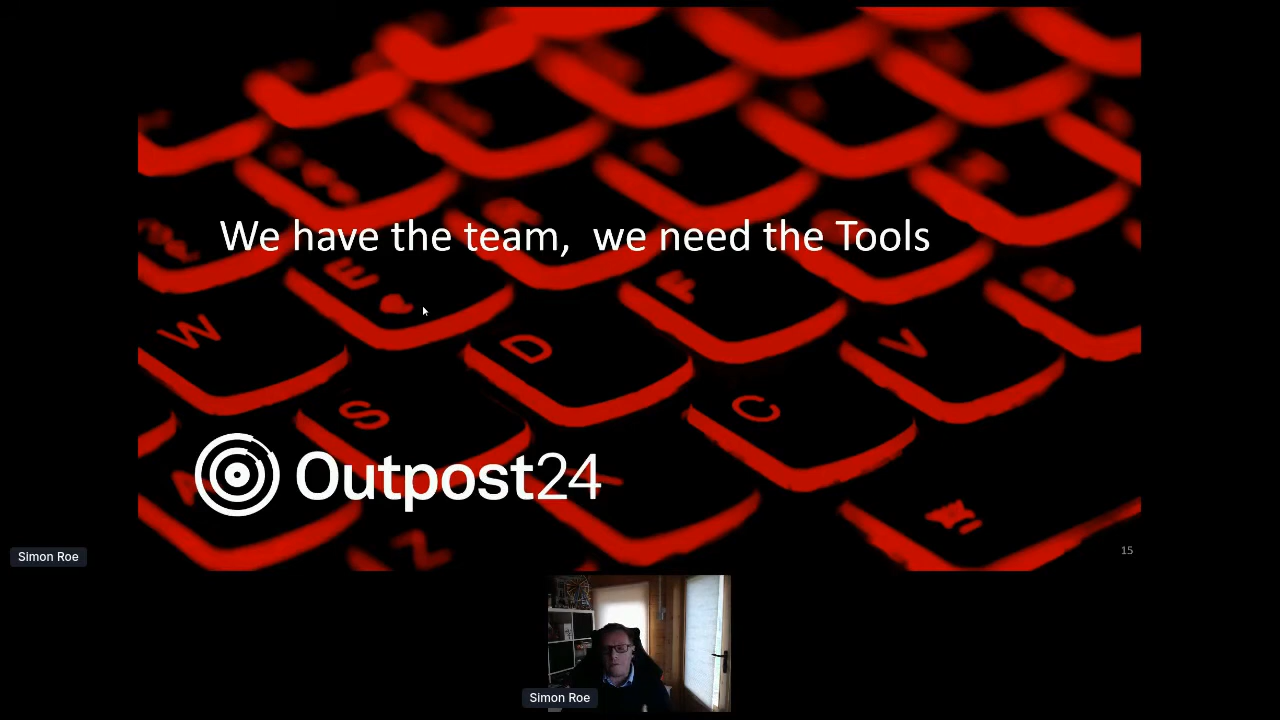 We have the team,  we need the Tools
E
W
F
D
V
S
C
Outpost24
A
Z
15
Simon Roe
Simon Roe